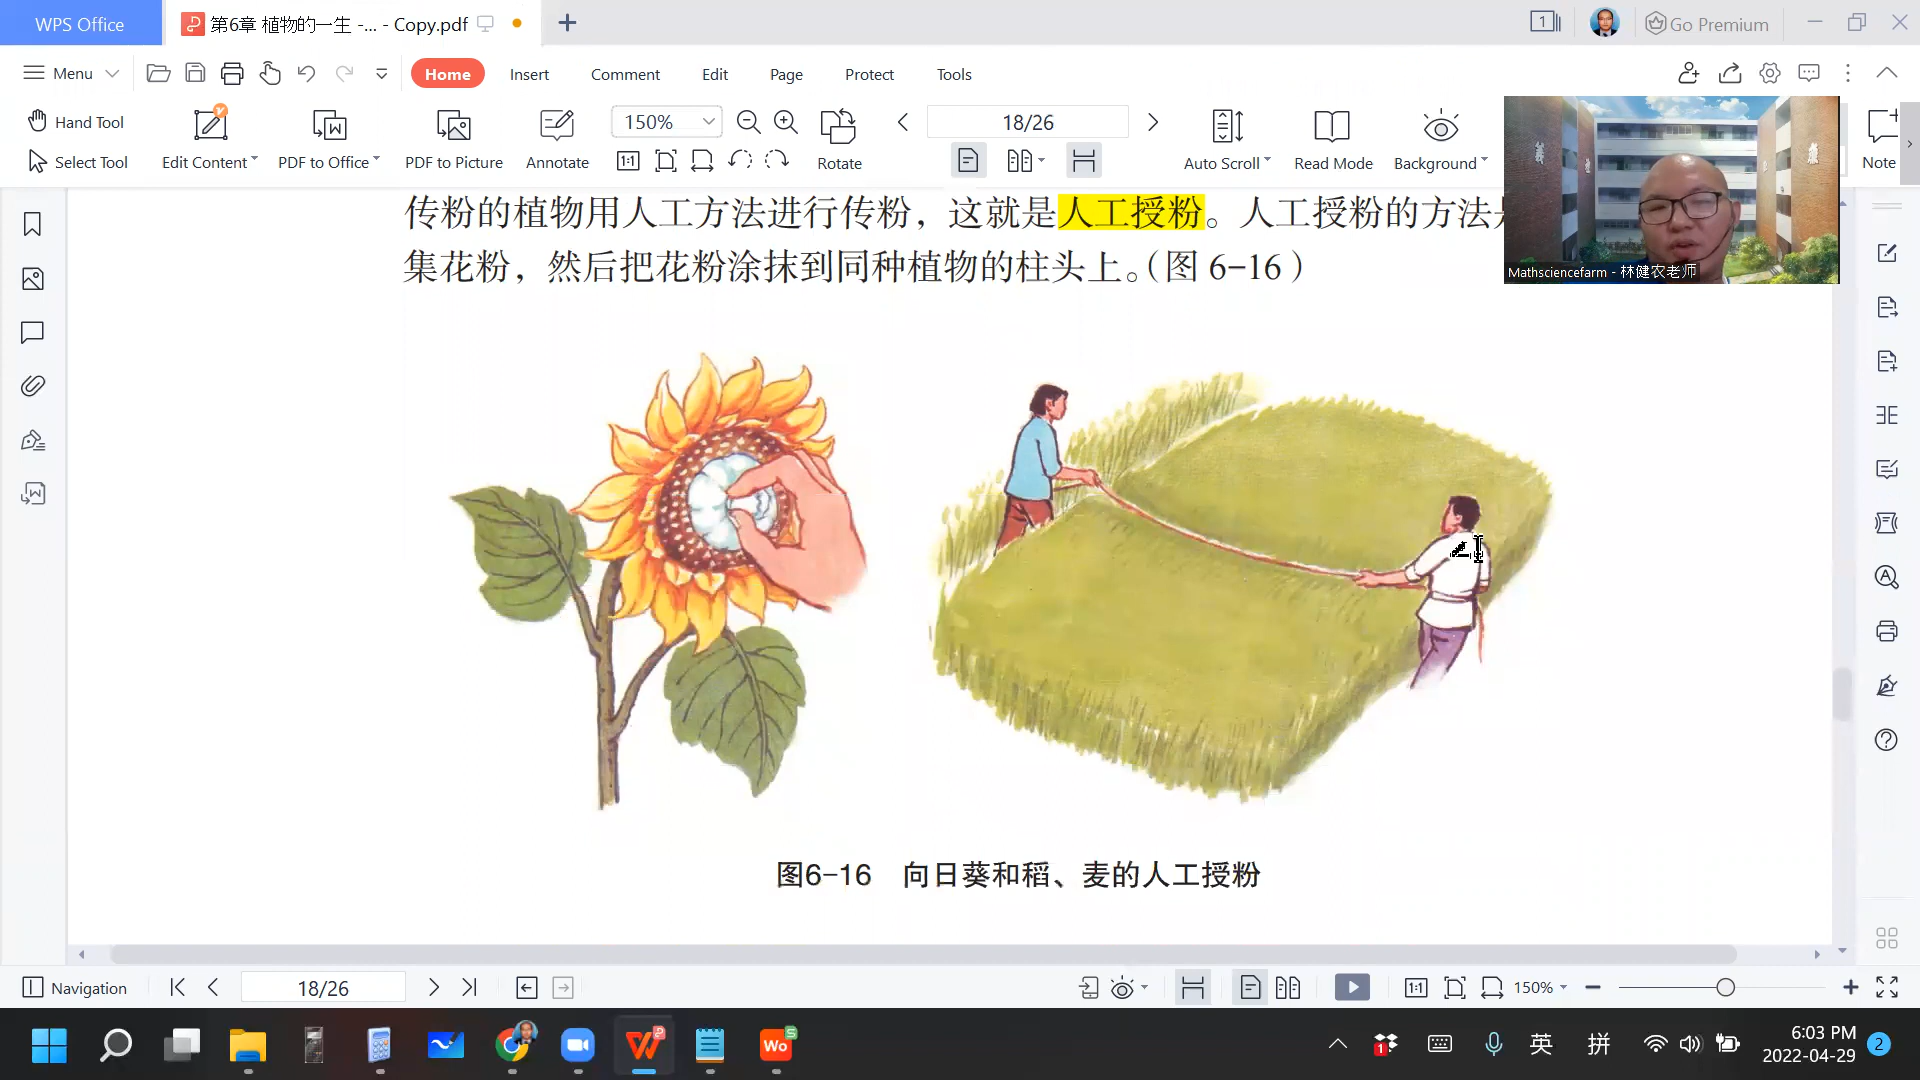 WPS Office
第6章 植物的一生 -... - Copy.pdf
1
Go Premium
Menu
Home
Insert
Comment
Edit
Page
Protect
Tools
Hand Tool
Select Tool
Edit Content
PDF to Office
PDF to Picture
Annotate
150%
Rotate
18/26
Auto Scroll
Read Mode
Background
Note
传粉的植物用人工方法进行传粉，这就是人工授粉。人工授粉的方法
集花粉，然后把花粉涂抹到同种植物的柱头上。（图 6-16）
Mathsciencefarm - 林健农老师
图6-16 向日葵和稻、麦的人工授粉
Navigation
18/26
1:1
150%
Wo
英
拼
6:03 PM
2022-04-29
2